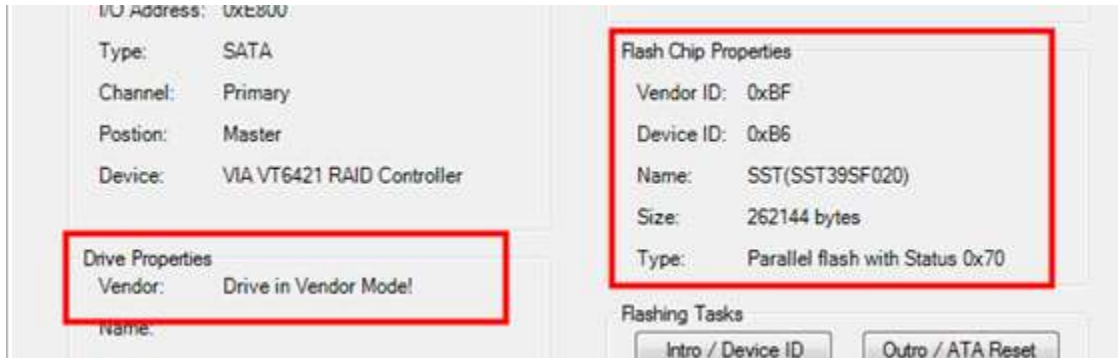 I/O Address: 0xE800
Type: SATA
Channel: Primary
Postion: Master
Device: VIA VT6421 RAID Controller
Drive Properties
Vendor: Drive in Vendor Mode!
Name:
Flash Chip Properties
Vendor ID: 0xBF
Device ID: 0xB6
Name: SST(SST39SF020)
Size: 262144 bytes
Type: Parallel flash with Status 0x70
Flashing Tasks
Intro / Device ID Outro / ATA Reset